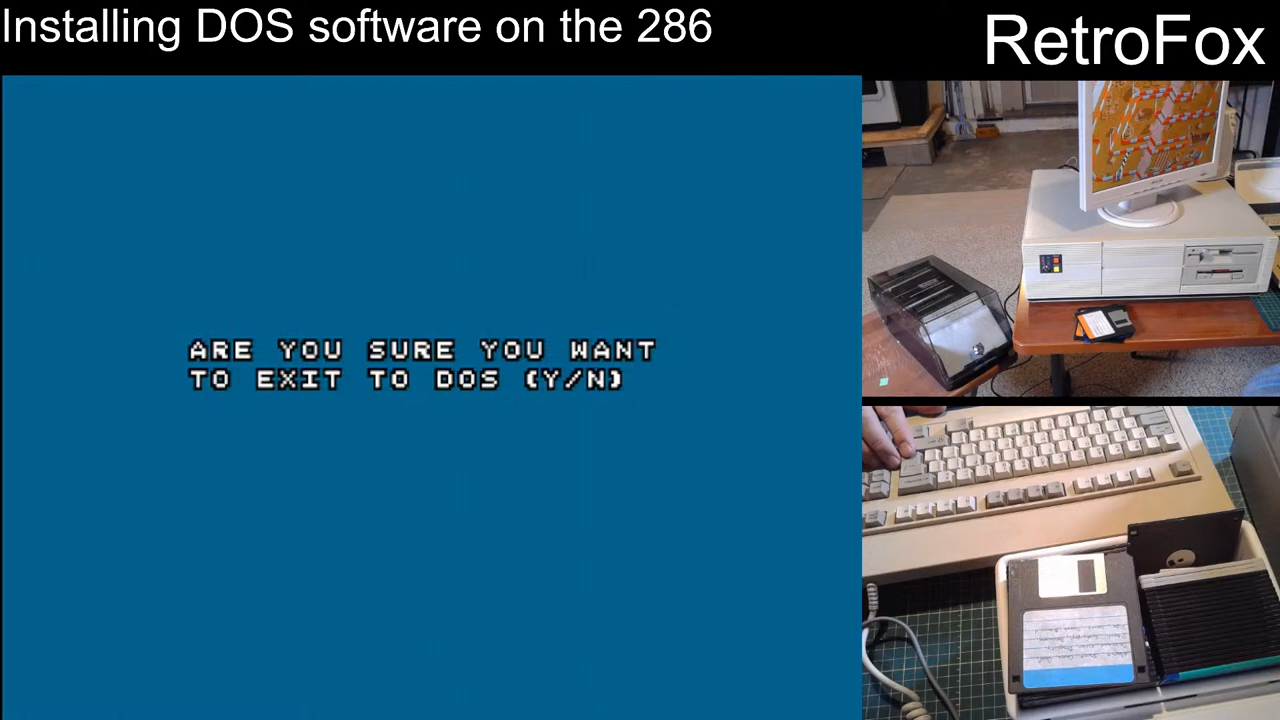 Installing DOS software on the 286
RetroFox
ARE YOU SURE YOU WANT
TO EXIT TO DOS (Y/N)